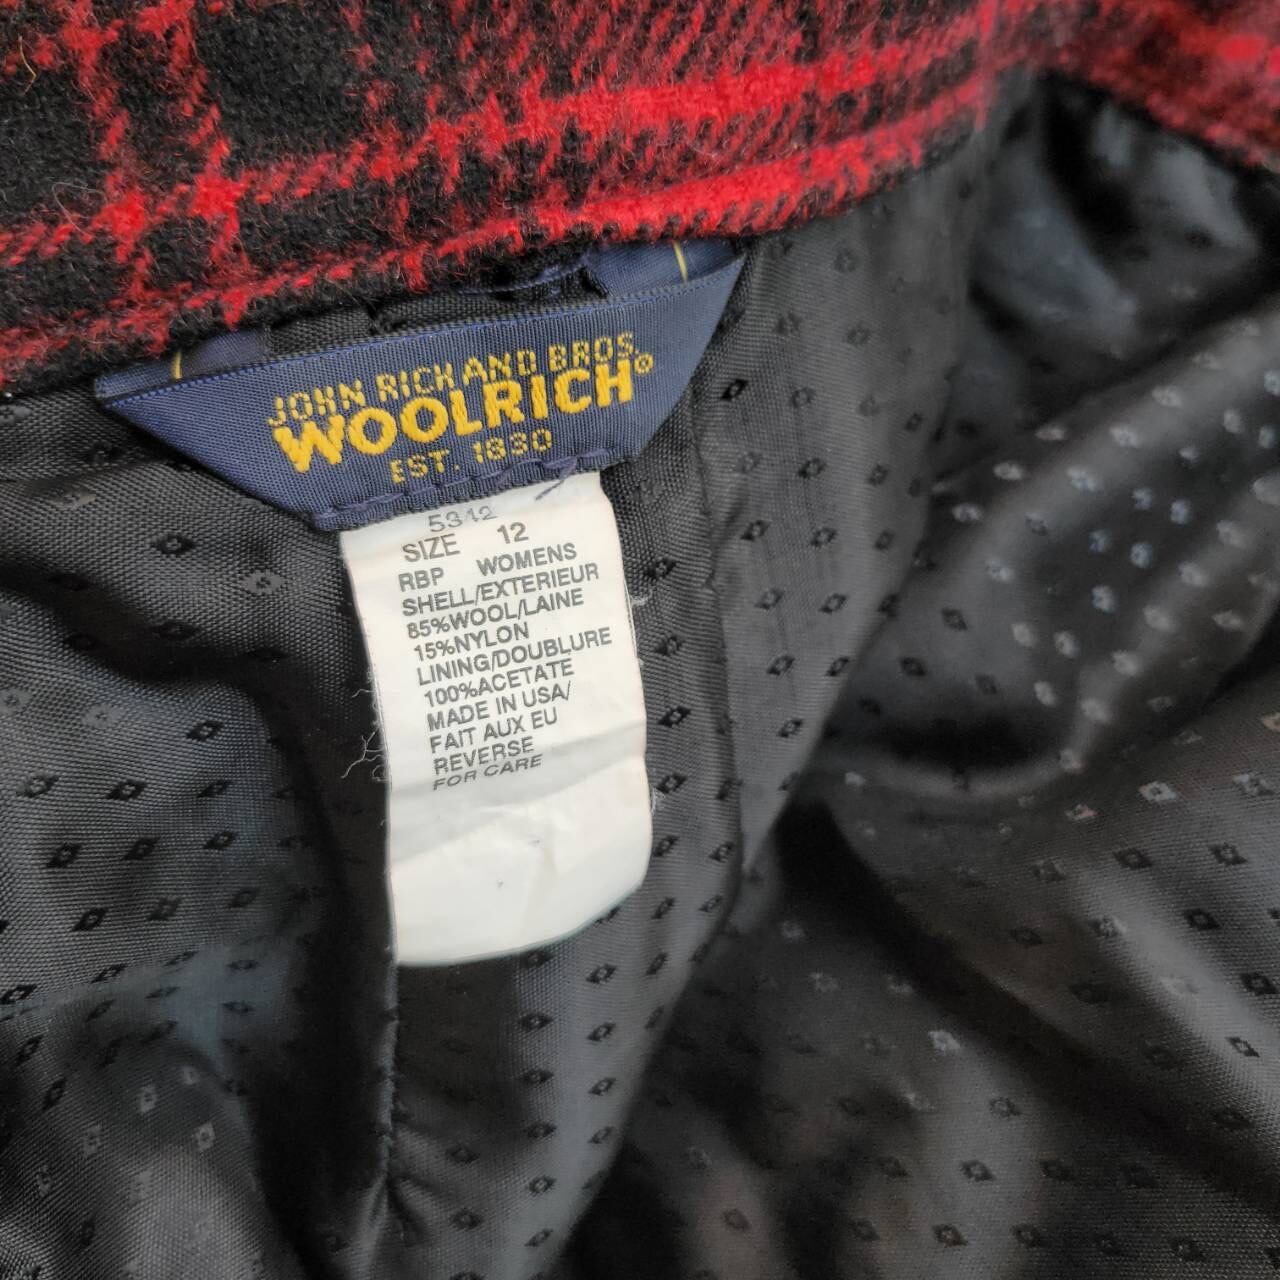 JOHN RICH AND BROS.
WOOLRICH®
EST. 1830
5342
SIZE 12
RBP WOMENS
SHELL/EXTERIEUR
85%WOOL/LAINE
15%NYLON
LINING/DOUBLURE
100%ACETATE
MADE IN USA/
FAIT AUX EU
REVERSE
FOR CARE